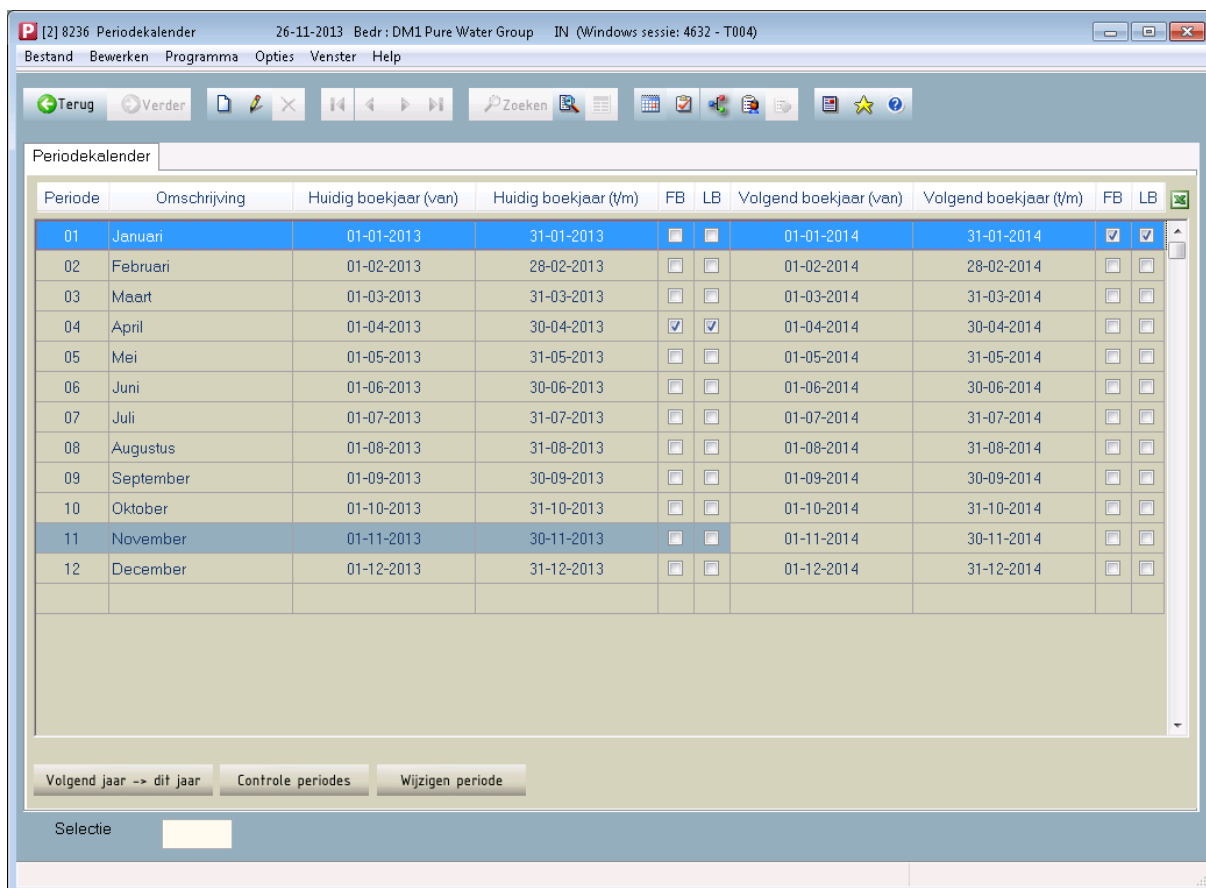 [2] 8236 Periodekalender 26-11-2013 Bedr : DM1 Pure Water Group IN (Windows sessie: 4632 - T004)
Bestand Bewerken Programma Opties Venster Help
Terug Verder Zoeken
Periodekalender
Periode Omschrijving Huidig boekjaar (van) Huidig boekjaar (t/m) FB LB Volgend boekjaar (van) Volgend boekjaar (t/m) FB LB
01 Januari 01-01-2013 31-01-2013 01-01-2014 31-01-2014
02 Februari 01-02-2013 28-02-2013 01-02-2014 28-02-2014
03 Maart 01-03-2013 31-03-2013 01-03-2014 31-03-2014
04 April 01-04-2013 30-04-2013 01-04-2014 30-04-2014
05 Mei 01-05-2013 31-05-2013 01-05-2014 31-05-2014
06 Juni 01-06-2013 30-06-2013 01-06-2014 30-06-2014
07 Juli 01-07-2013 31-07-2013 01-07-2014 31-07-2014
08 Augustus 01-08-2013 31-08-2013 01-08-2014 31-08-2014
09 September 01-09-2013 30-09-2013 01-09-2014 30-09-2014
10 Oktober 01-10-2013 31-10-2013 01-10-2014 31-10-2014
11 November 01-11-2013 30-11-2013 01-11-2014 30-11-2014
12 December 01-12-2013 31-12-2013 01-12-2014 31-12-2014
Volgend jaar -> dit jaar Controle periodes Wijzigen periode
Selectie